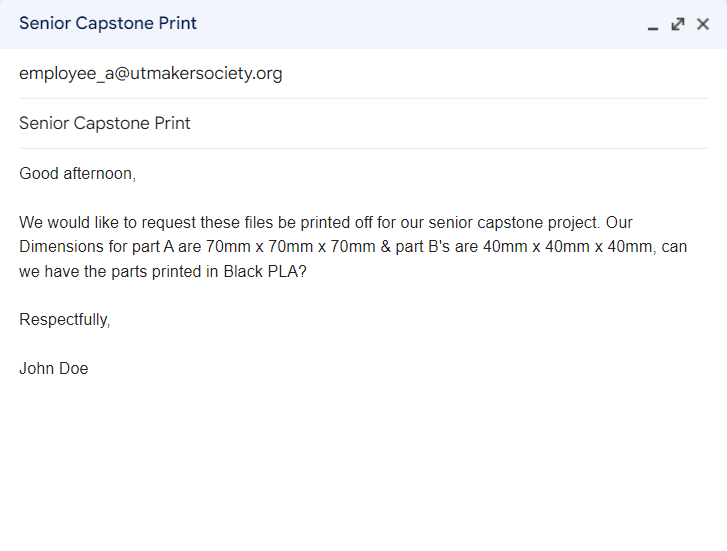 Senior Capstone Print
employee_a@utmakersociety.org
Senior Capstone Print
Good afternoon,
We would like to request these files be printed off for our senior capstone project. Our
Dimensions for part A are 70mm x 70mm x 70mm & part B's are 40mm x 40mm x 40mm, can
we have the parts printed in Black PLA?
Respectfully,
John Doe